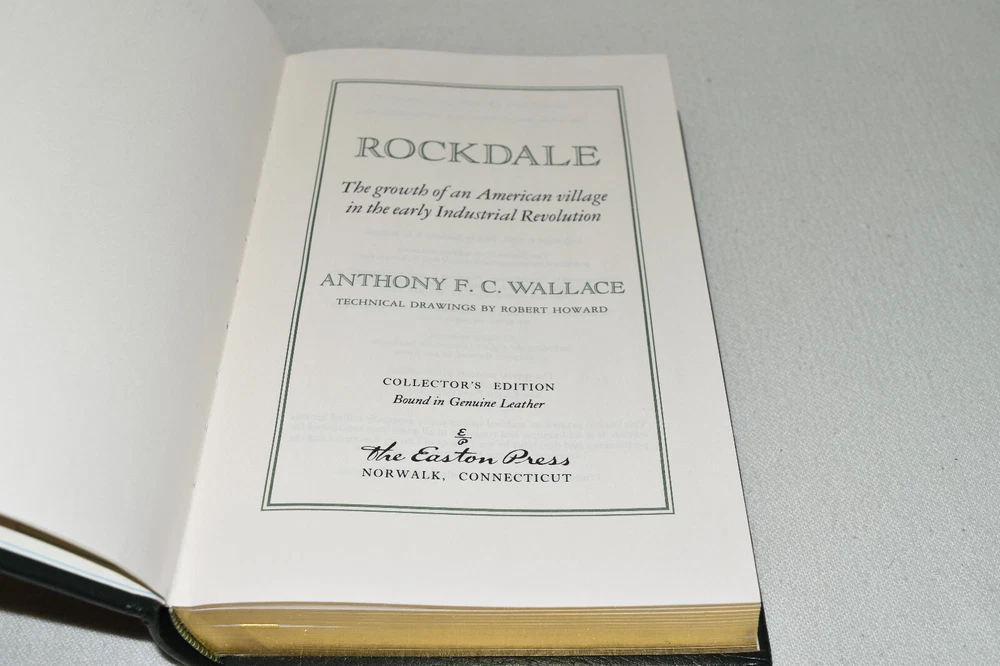 ROCKDALE
The growth of an American village
in the early Industrial Revolution
ANTHONY F. C. WALLACE
TECHNICAL DRAWINGS BY ROBERT HOWARD
COLLECTOR'S EDITION
Bound in Genuine Leather
E
P
The Easton Press
NORWALK, CONNECTICUT